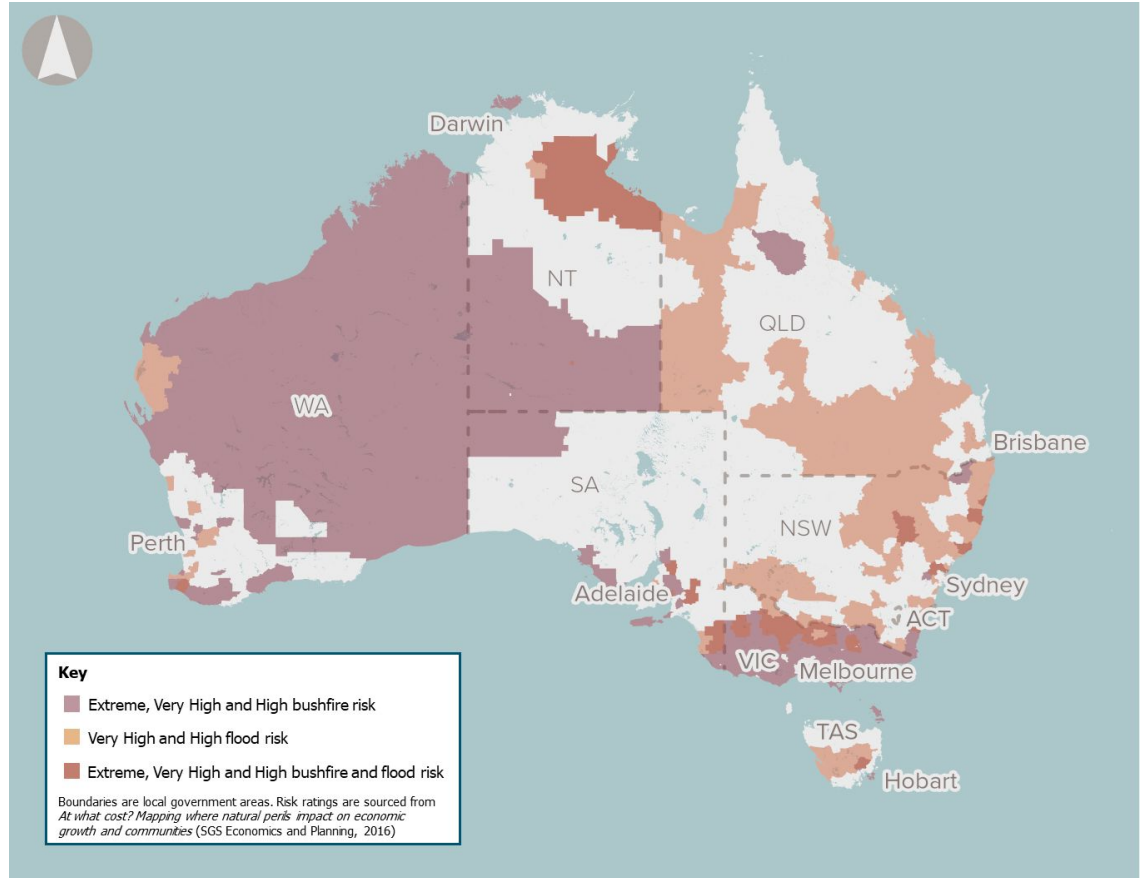 Darwin
NT
QLD
WA
Brisbane
SA
NSW
Perth
Adelaide
Sydney
ACT
VIC
Melbourne
TAS
Hobart
Key
Extreme, Very High and High bushfire risk
Very High and High flood risk
Extreme, Very High and High bushfire and flood risk
Boundaries are local government areas. Risk ratings are sourced from
At what cost? Mapping where natural perils impact on economic
growth and communities (SGS Economics and Planning, 2016)